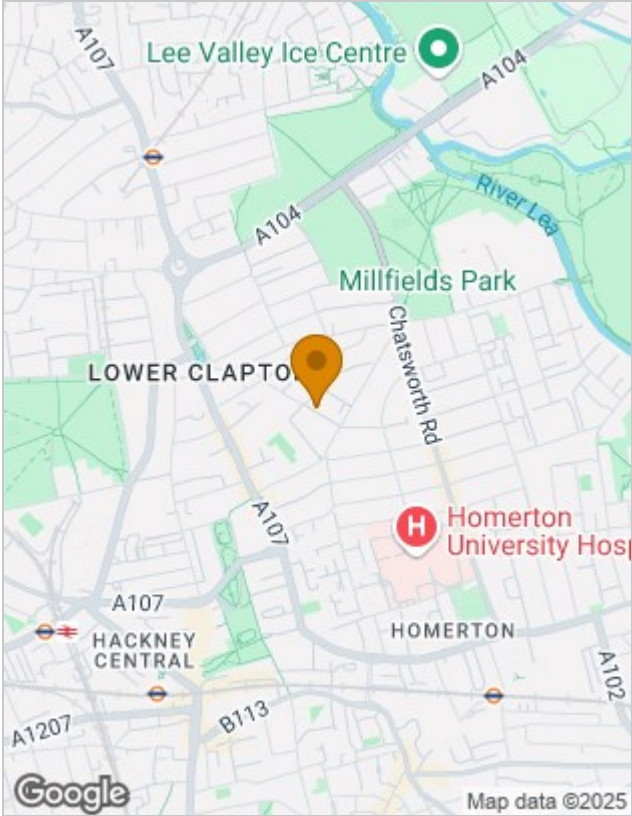 A107
Lee Valley Ice Centre
A104
River Lea
A104
Millfields Park
Chatsworth Rd
LOWER CLAPTO
A107
H
Homerton
University Hosp
A107
HACKNEY
CENTRAL
HOMERTON
A102
A1207
B113
Google
Map data ©2025